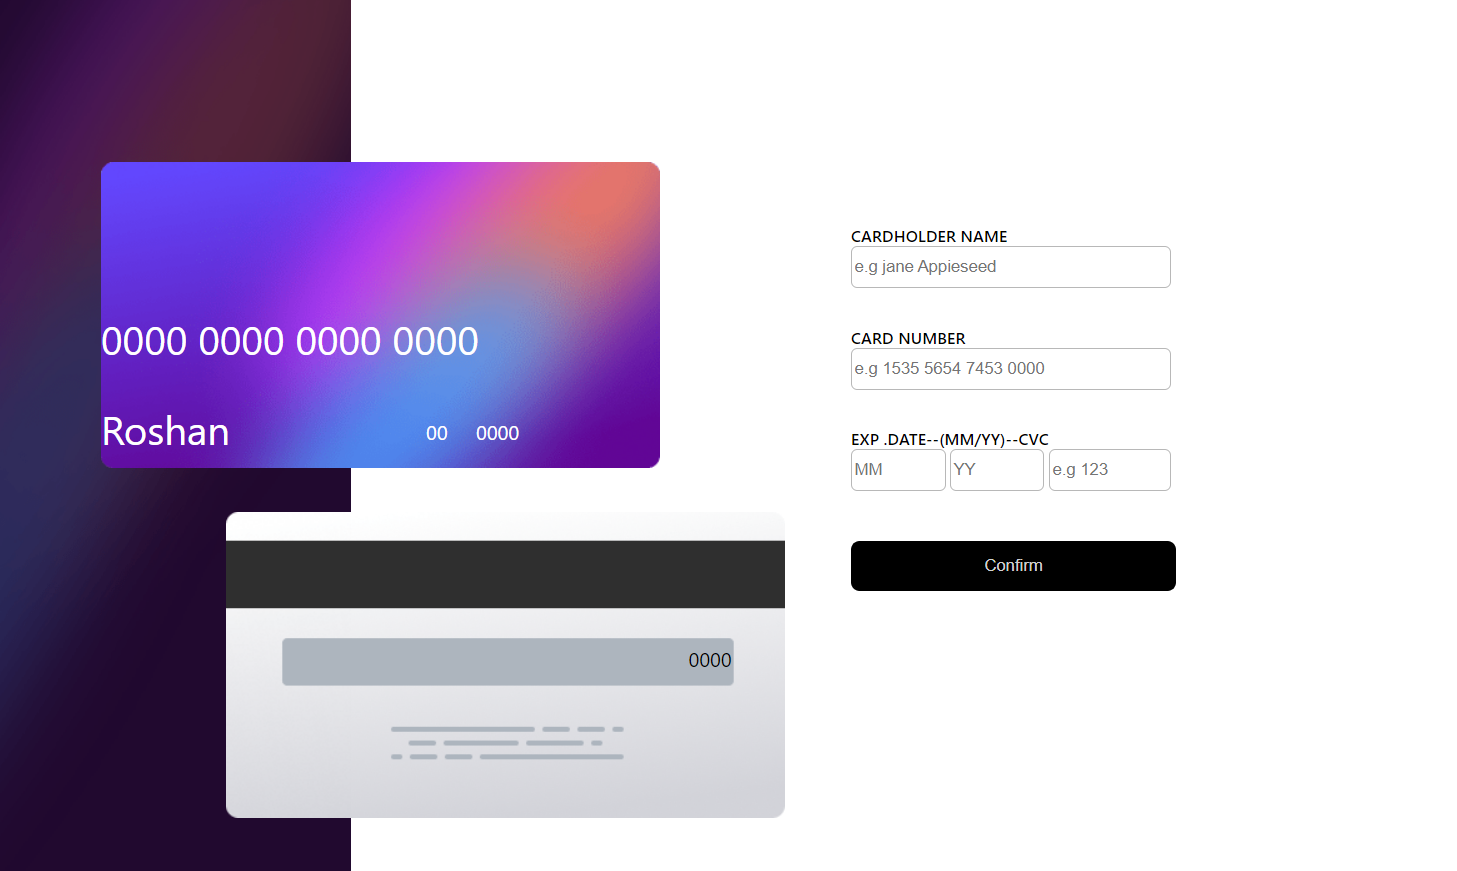 0000 0000 0000 0000
Roshan 00 0000
0000
CARDHOLDER NAME
e.g jane Appieseed
CARD NUMBER
e.g 1535 5654 7453 0000
EXP .DATE--(MM/YY)--CVC
MM YY e.g 123
Confirm